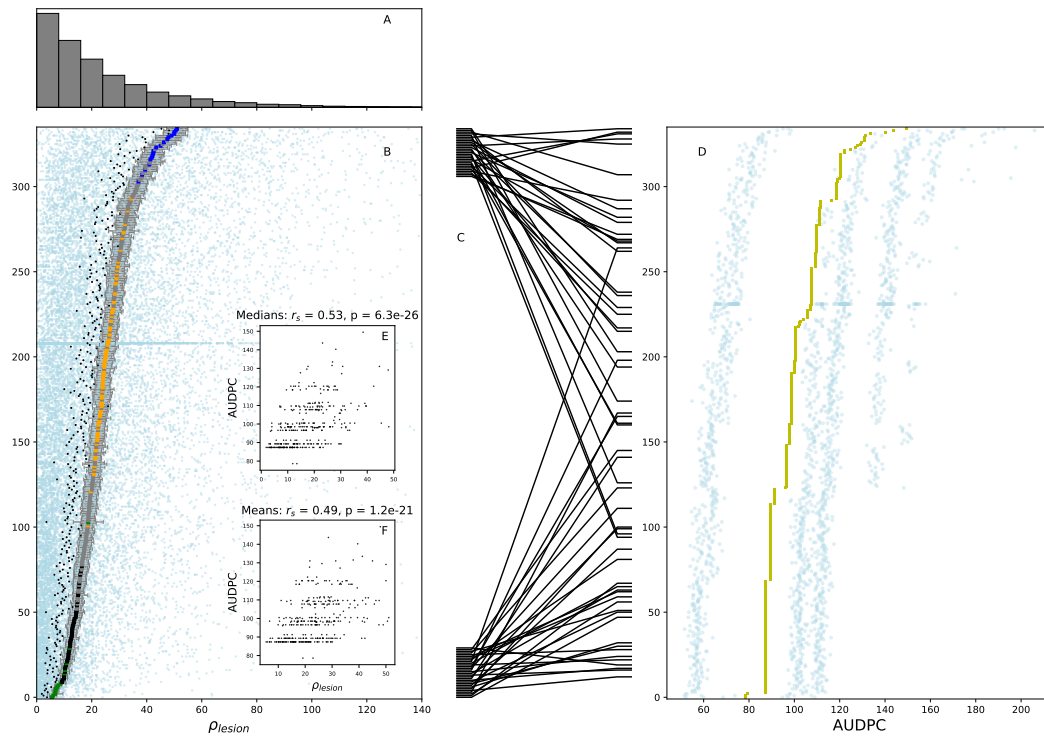 A
B
C
D
300
250
200
150
100
50
0
0 20 40 60 80 100 120 140
ρlesion
Medians: rs = 0.53, p = 6.3e-26
E
AUDPC
150
140
130
120
110
100
90
80
0 10 20 30 40 50
Means: rs = 0.49, p = 1.2e-21
F
AUDPC
150
140
130
120
110
100
90
80
10 20 30 40 50
ρlesion
300
250
200
150
100
50
0
60 80 100 120 140 160 180 200
AUDPC